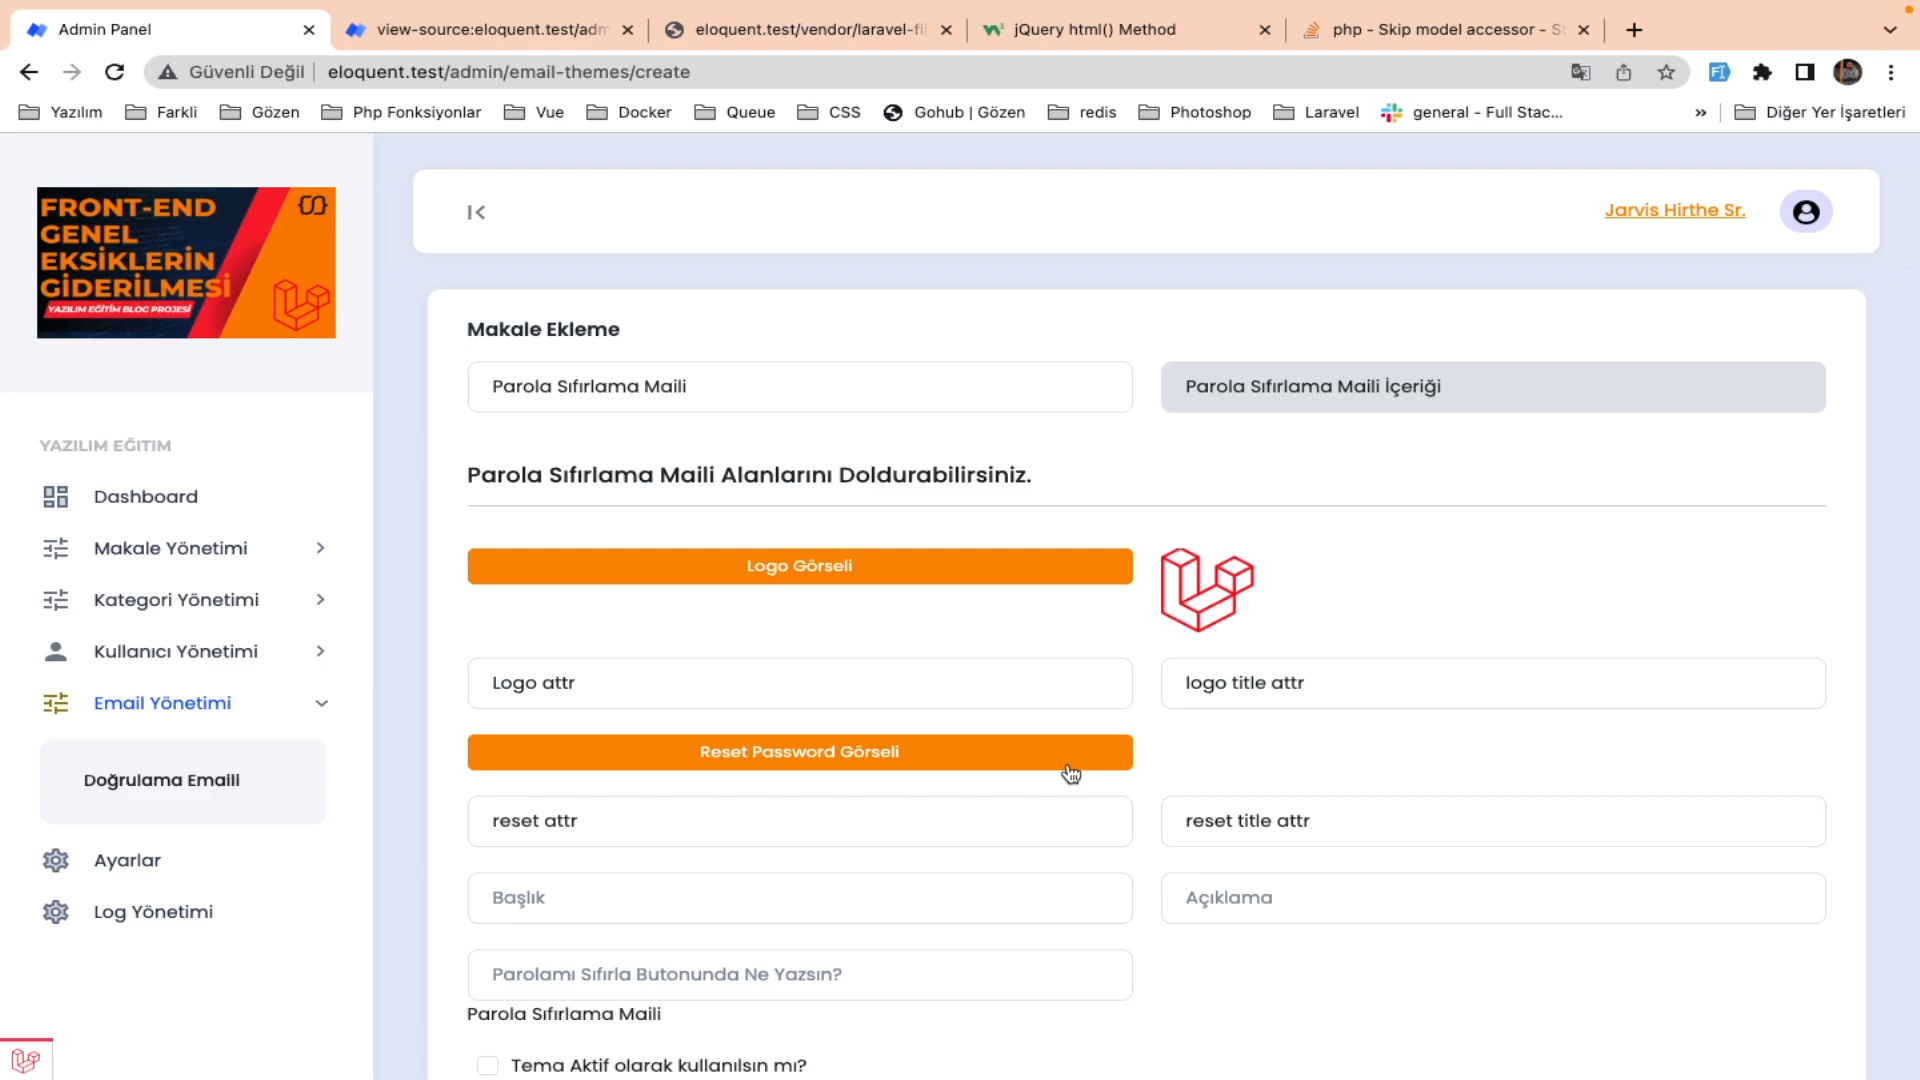 Admin Panel
view-source:eloquent.test/adm
eloquent.test/vendor/laravel-fil
jQuery html() Method
php - Skip model accessor - S
Güvenli Değil
eloquent.test/admin/email-themes/create
Yazılım
Farkli
Gözen
Php Fonksiyonlar
Vue
Docker
Queue
CSS
Gohub | Gözen
redis
Photoshop
Laravel
general - Full Stac...
»
Diğer Yer İşaretleri
FRONT-END
GENEL
EKSİKLERİN
GİDERİLMESİ
YAZILIM EĞİTİM BLOG PROJESİ
Jarvis Hirthe Sr.
YAZILIM EĞITIM
Dashboard
Makale Yönetimi
Kategori Yönetimi
Kullanıcı Yönetimi
Email Yönetimi
Doğrulama Emalli
Ayarlar
Log Yönetimi
Makale Ekleme
Parola Sıfırlama Maili
Parola Sıfırlama Maili İçeriği
Parola Sıfırlama Maili Alanlarını Doldurabilirsiniz.
Logo Görseli
Logo attr
logo title attr
Reset Password Görseli
reset attr
reset title attr
Başlık
Açıklama
Parolamı Sıfırla Butonunda Ne Yazsın?
Parola Sıfırlama Maili
Tema Aktif olarak kullanılsın mı?